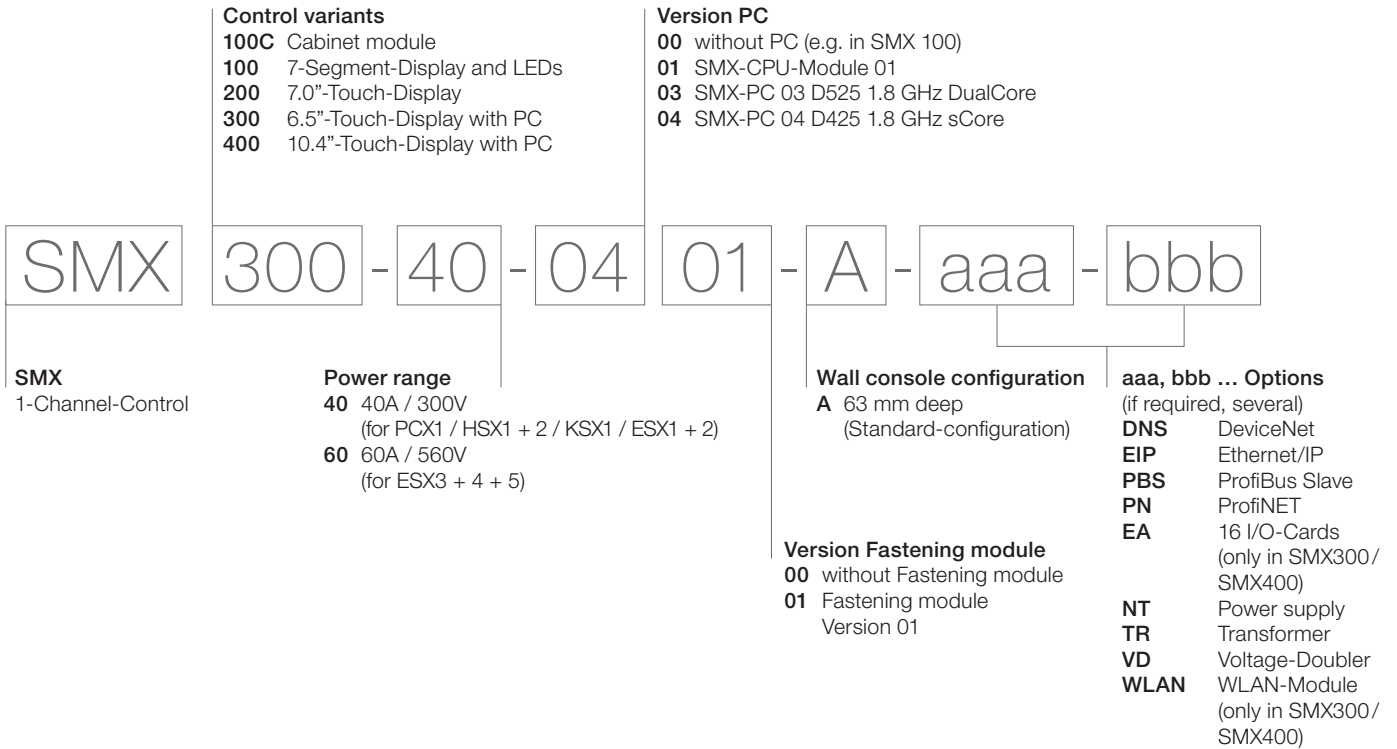 Control variants
100C Cabinet module
100 7-Segment-Display and LEDs
200 7.0”-Touch-Display
300 6.5”-Touch-Display with PC
400 10.4”-Touch-Display with PC
Version PC
00 without PC (e.g. in SMX 100)
01 SMX-CPU-Module 01
03 SMX-PC 03 D525 1.8 GHz DualCore
04 SMX-PC 04 D425 1.8 GHz sCore
SMX 300 - 40 - 04 01 - A - aaa - bbb
SMX
1-Channel-Control
Power range
40 40A / 300V
(for PCX1 / HSX1 + 2 / KSX1 / ESX1 + 2)
60 60A / 560V
(for ESX3 + 4 + 5)
Version Fastening module
00 without Fastening module
01 Fastening module
Version 01
Wall console configuration
A 63 mm deep
(Standard-configuration)
aaa, bbb … Options
(if required, several)
DNS DeviceNet
EIP Ethernet/IP
PBS ProfiBus Slave
PN ProfiNET
EA 16 I/O-Cards
(only in SMX300/
SMX400)
NT Power supply
TR Transformer
VD Voltage-Doubler
WLAN WLAN-Module
(only in SMX300/
SMX400)